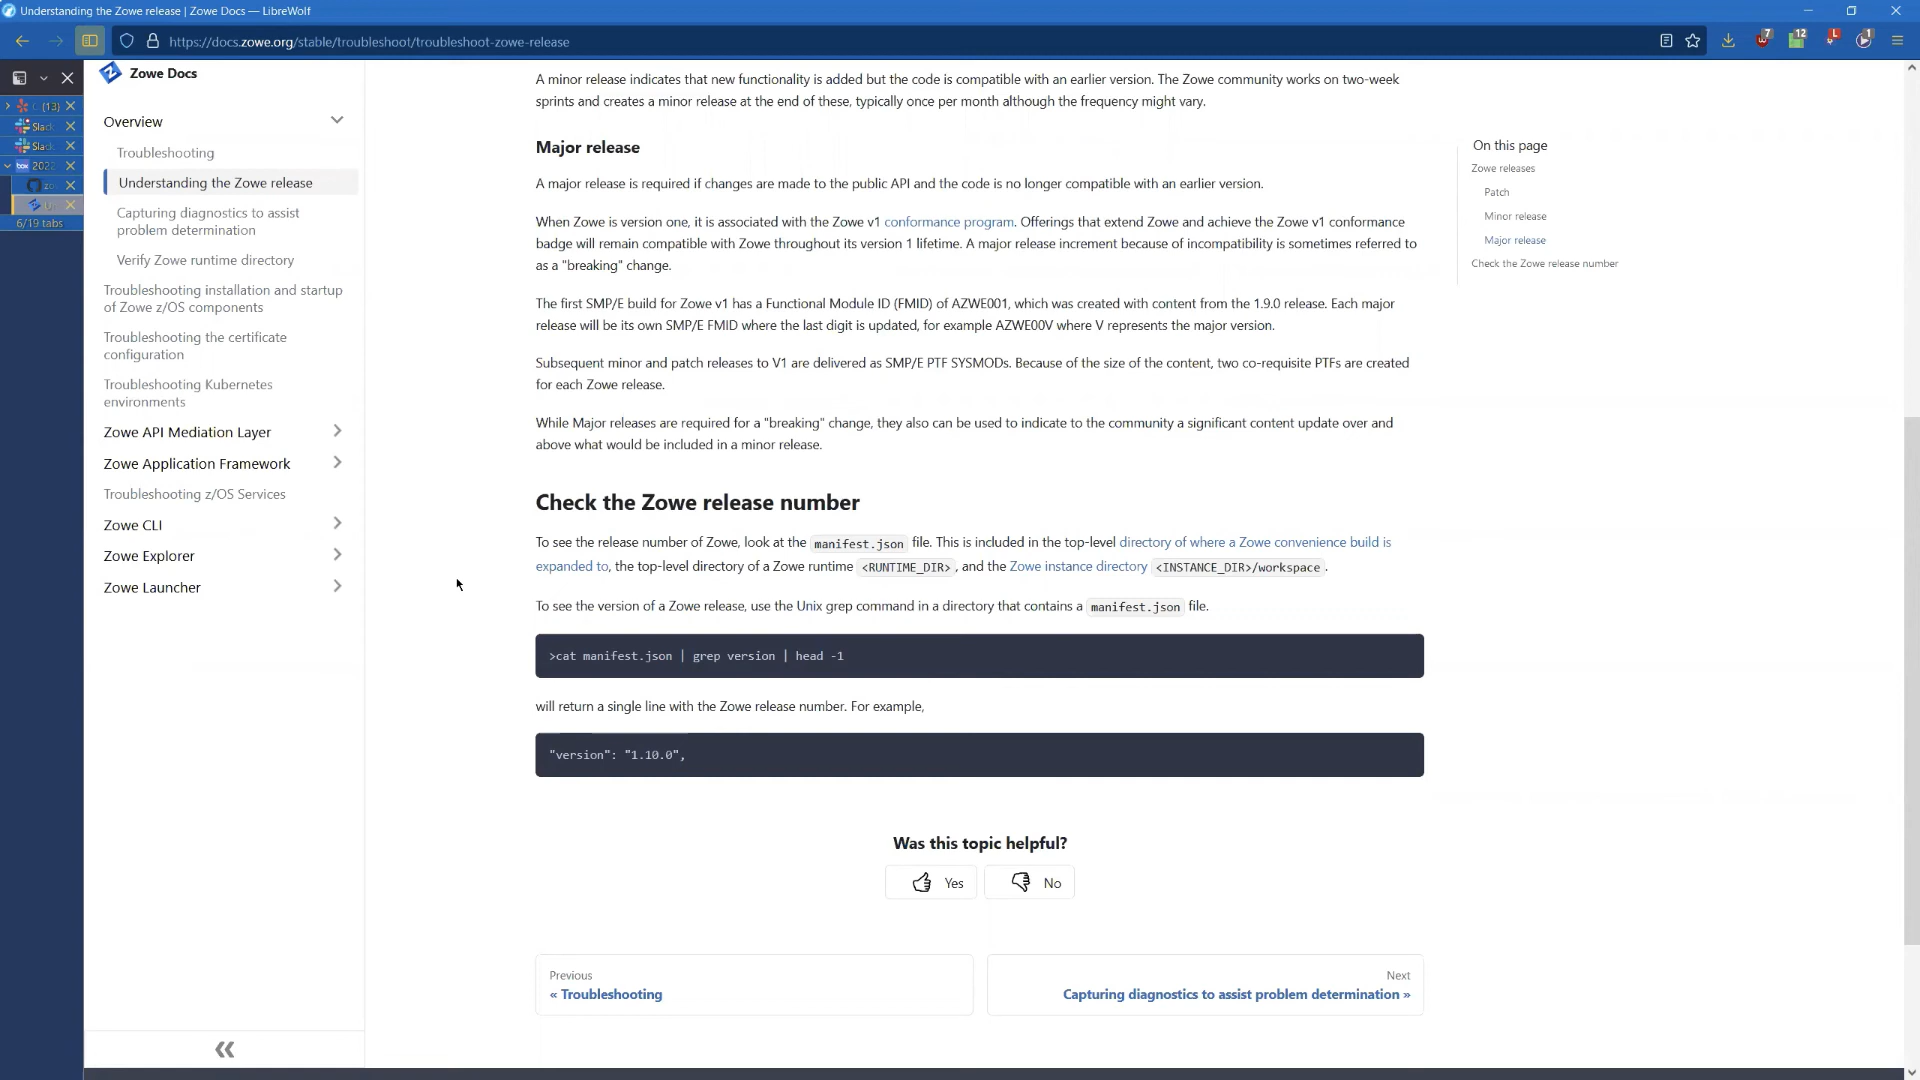 Understanding the Zowe release | Zowe Docs — LibreWolf
https://docs.zowe.org/stable/troubleshoot/troubleshoot-zowe-release
7
12
L
1
(13)
Slac
Slac
box 2022
zo
U
6/19 tabs
Zowe Docs
Overview
Troubleshooting
Understanding the Zowe release
Capturing diagnostics to assist
problem determination
Verify Zowe runtime directory
Troubleshooting installation and startup
of Zowe z/OS components
Troubleshooting the certificate
configuration
Troubleshooting Kubernetes
environments
Zowe API Mediation Layer
Zowe Application Framework
Troubleshooting z/OS Services
Zowe CLI
Zowe Explorer
Zowe Launcher
A minor release indicates that new functionality is added but the code is compatible with an earlier version. The Zowe community works on two-week
sprints and creates a minor release at the end of these, typically once per month although the frequency might vary.
Major release
A major release is required if changes are made to the public API and the code is no longer compatible with an earlier version.
When Zowe is version one, it is associated with the Zowe v1 conformance program. Offerings that extend Zowe and achieve the Zowe v1 conformance
badge will remain compatible with Zowe throughout its version 1 lifetime. A major release increment because of incompatibility is sometimes referred to
as a "breaking" change.
The first SMP/E build for Zowe v1 has a Functional Module ID (FMID) of AZWE001, which was created with content from the 1.9.0 release. Each major
release will be its own SMP/E FMID where the last digit is updated, for example AZWE00V where V represents the major version.
Subsequent minor and patch releases to V1 are delivered as SMP/E PTF SYSMODs. Because of the size of the content, two co-requisite PTFs are created
for each Zowe release.
While Major releases are required for a "breaking" change, they also can be used to indicate to the community a significant content update over and
above what would be included in a minor release.
Check the Zowe release number
To see the release number of Zowe, look at the manifest.json file. This is included in the top-level directory of where a Zowe convenience build is
expanded to, the top-level directory of a Zowe runtime <RUNTIME_DIR>, and the Zowe instance directory <INSTANCE_DIR>/workspace.
To see the version of a Zowe release, use the Unix grep command in a directory that contains a manifest.json file.
>cat manifest.json | grep version | head -1
will return a single line with the Zowe release number. For example,
"version": "1.10.0",
Was this topic helpful?
Yes
No
Previous
« Troubleshooting
Next
Capturing diagnostics to assist problem determination »
On this page
Zowe releases
Patch
Minor release
Major release
Check the Zowe release number